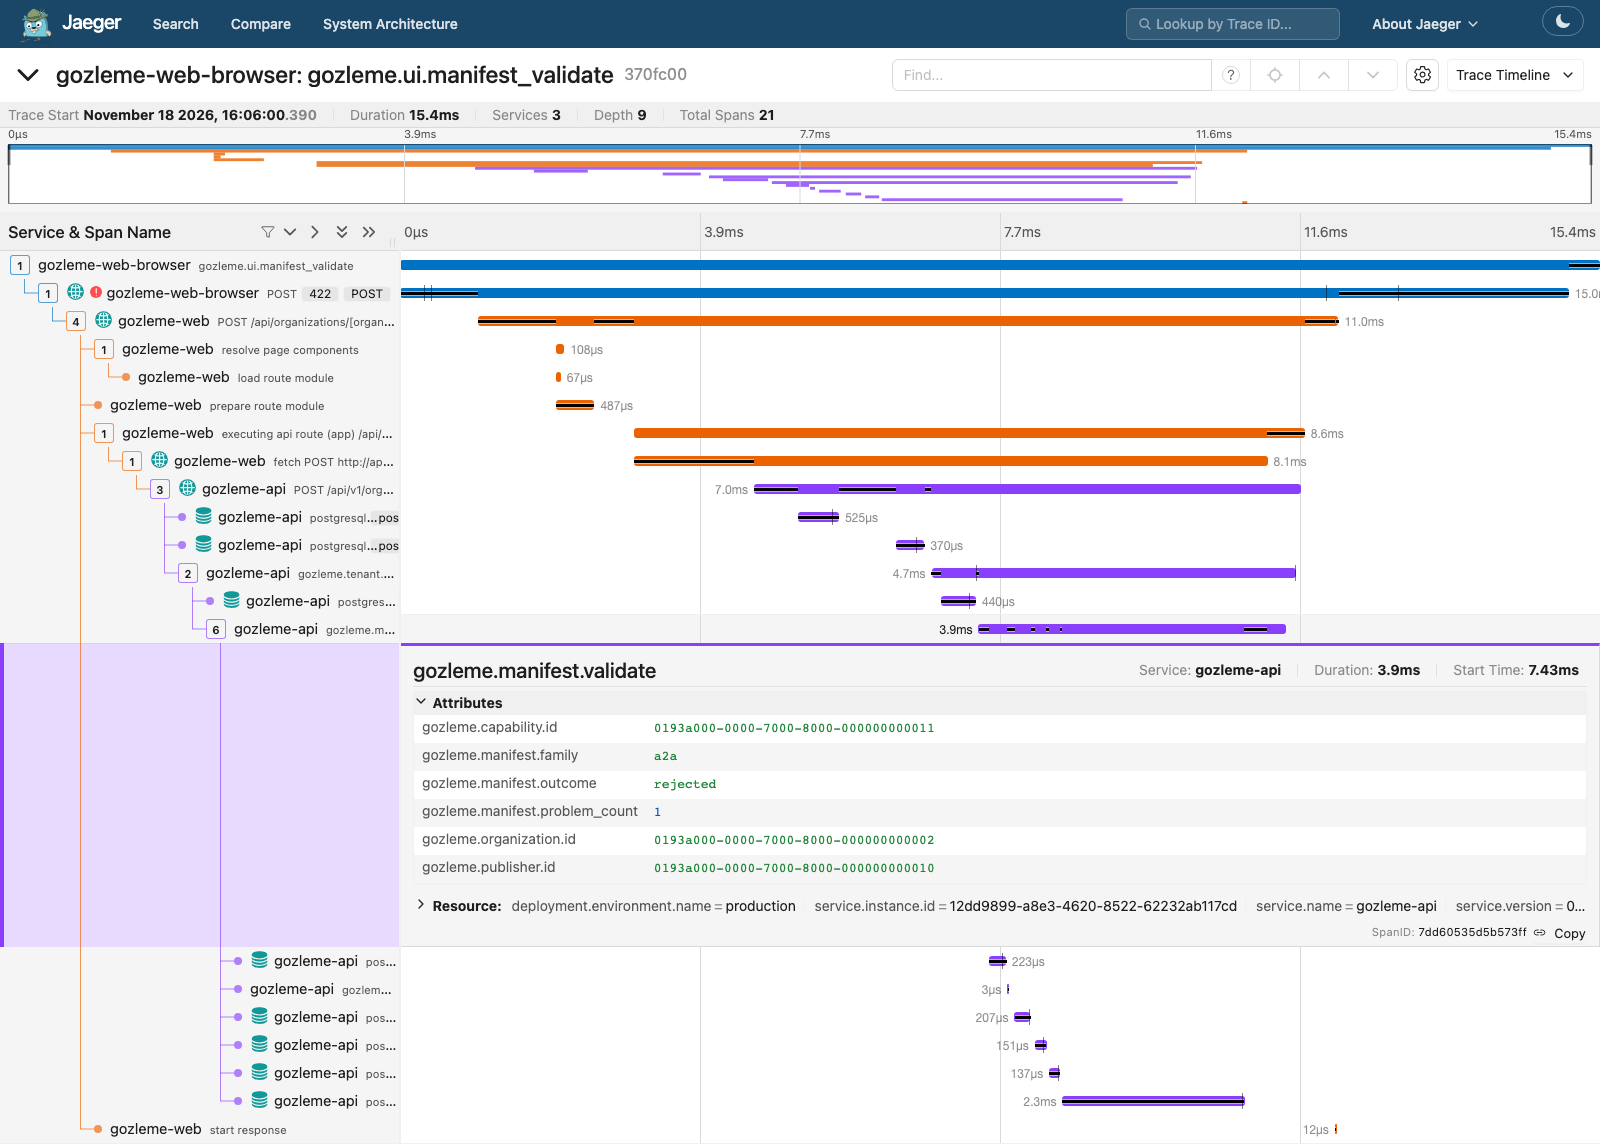 Jaeger
Search
Compare
System Architecture
Lookup by Trace ID...
About Jaeger
gozleme-web-browser: gozleme.ui.manifest_validate 370fc00
Find...
?
Trace Timeline
Trace Start November 18 2026, 16:06:00.390
Duration 15.4ms
Services 3
Depth 9
Total Spans 21
0μs
3.9ms
7.7ms
11.6ms
15.4ms
Service & Span Name
0μs
3.9ms
7.7ms
11.6ms
15.4ms
1 gozleme-web-browser gozleme.ui.manifest_validate
1 gozleme-web-browser POST 422 POST
15.0
4 gozleme-web POST /api/organizations/[organ...
11.0ms
1 gozleme-web resolve page components
108μs
gozleme-web load route module
67μs
gozleme-web prepare route module
487μs
1 gozleme-web executing api route (app) /api/...
8.6ms
1 gozleme-web fetch POST http://ap...
8.1ms
3 gozleme-api POST /api/v1/org...
7.0ms
gozleme-api postgresql...pos
525μs
gozleme-api postgresql...pos
370μs
2 gozleme-api gozleme.tenant....
4.7ms
gozleme-api postgres...
440μs
6 gozleme-api gozleme.m...
3.9ms
gozleme.manifest.validate
Service: gozleme-api
Duration: 3.9ms
Start Time: 7.43ms
Attributes
gozleme.capability.id 0193a000-0000-7000-8000-000000000011
gozleme.manifest.family a2a
gozleme.manifest.outcome rejected
gozleme.manifest.problem_count 1
gozleme.organization.id 0193a000-0000-7000-8000-000000000002
gozleme.publisher.id 0193a000-0000-7000-8000-000000000010
Resource: deployment.environment.name = production service.instance.id = 12dd9899-a8e3-4620-8522-62232ab117cd service.name = gozleme-api service.version = 0...
SpanID: 7dd60535d5b573ff Copy
gozleme-api pos...
223μs
gozleme-api gozlem...
3μs
gozleme-api pos...
207μs
gozleme-api pos...
151μs
gozleme-api pos...
137μs
gozleme-api pos...
2.3ms
gozleme-web start response
12μs